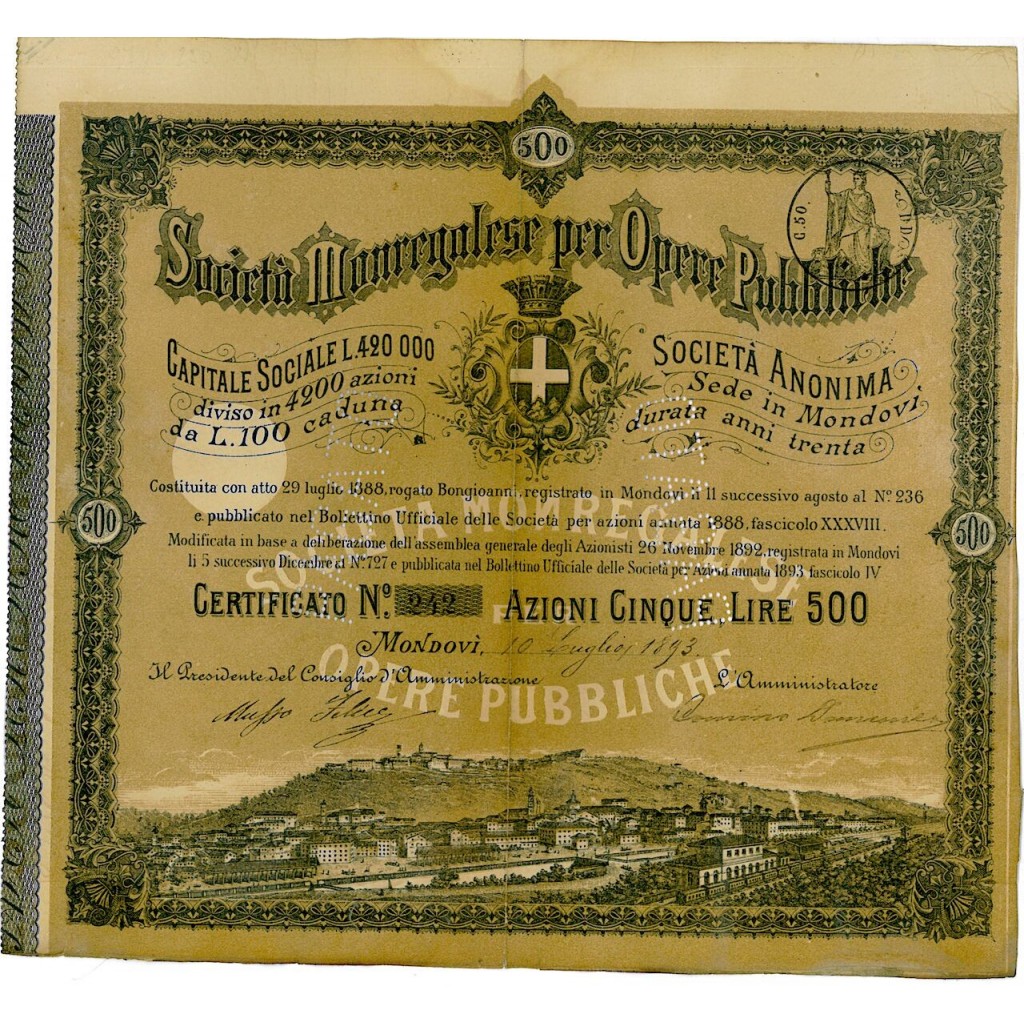 500
C.50.
Società Monregalese per Opere Pubbliche
CAPITALE SOCIALE L. 420 000
diviso in 4200 azioni
da L. 100 caduna
SOCIETÀ ANONIMA
Sede in Mondovì
durata anni trenta
500
500
Costituita con atto 29 luglio 1888, rogato Bongioanni, registrato in Mondovì il 11 successivo agosto al N° 236
e pubblicato nel Bollettino Ufficiale delle Società per azioni annata 1888, fascicolo XXXVIII.
Modificata in base a deliberazione dell'assemblea generale degli Azionisti 26 Novembre 1892, registrata in Mondovì
li 5 successivo Dicembre al N° 727 e pubblicata nel Bollettino Ufficiale delle Società per Azioni annata 1893 fascicolo IV
SOCIETÀ MONREGALESE
PER
OPERE PUBBLICHE
CERTIFICATO N° 242 AZIONI CINQUE, LIRE 500
MONDOVÌ, 10 Luglio 1893.
Il Presidente del Consiglio d'Amministrazione
L'Amministratore